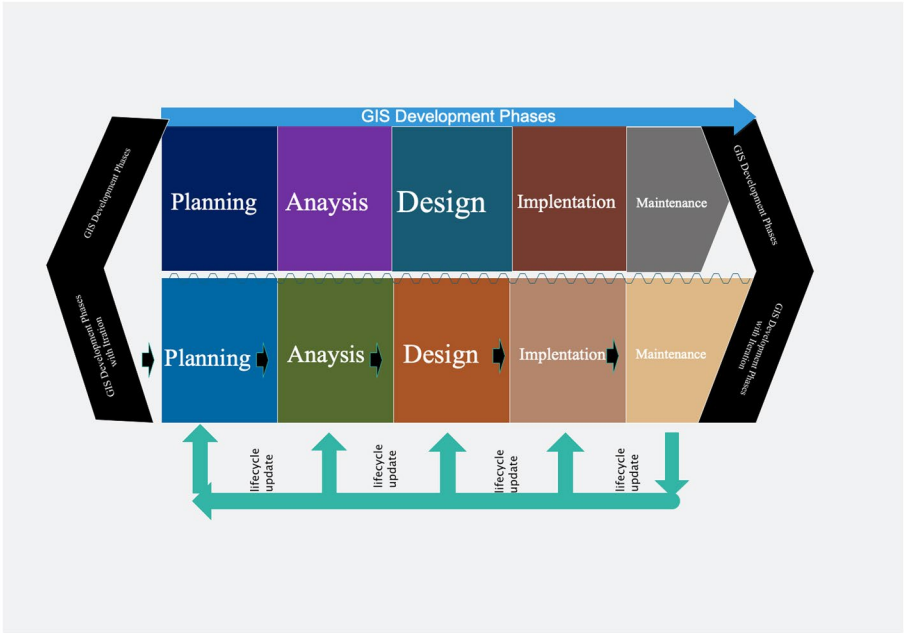 GIS Development Phases
GIS Development Phases
Planning
Anaysis
Design
Implentation
Maintenance
GIS Development Phases
GIS Development Phases
with Iration
Planning
Anaysis
Design
Implentation
Maintenance
GIS Development Phases
with Iteration
lifecycle
update
lifecycle
update
lifecycle
update
lifecycle
update